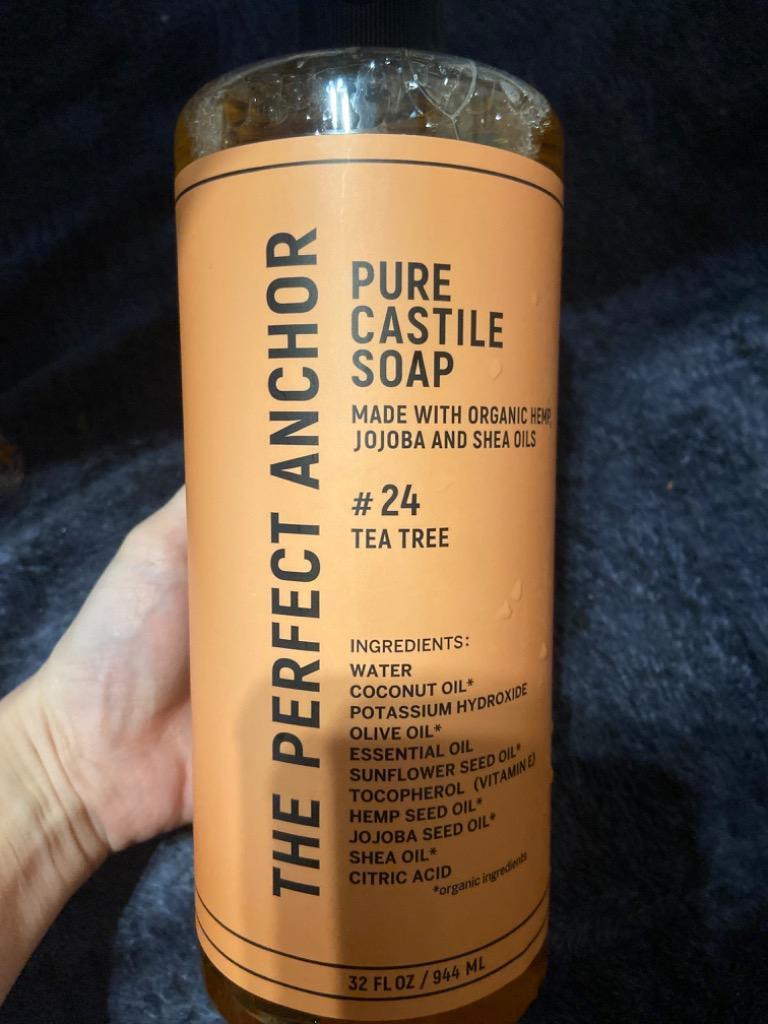 THE PERFECT ANCHOR
PURE
CASTILE
SOAP
MADE WITH ORGANIC HEMP,
JOJOBA AND SHEA OILS
# 24
TEA TREE
INGREDIENTS:
WATER
COCONUT OIL*
POTASSIUM HYDROXIDE
OLIVE OIL*
ESSENTIAL OIL
SUNFLOWER SEED OIL*
TOCOPHEROL (VITAMIN E)
HEMP SEED OIL*
JOJOBA SEED OIL*
SHEA OIL*
CITRIC ACID
*organic ingredients
32 FL OZ / 944 ML